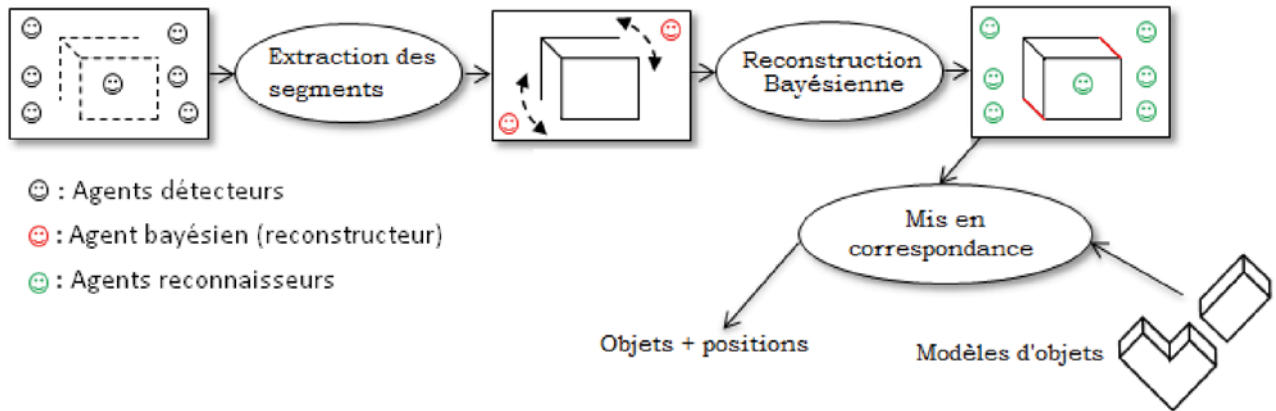 Extraction des
segments
Reconstruction
Bayésienne
: Agents détecteurs
: Agent bayésien (reconstructeur)
: Agents reconnaisseurs
Mis en
correspondance
Objets + positions
Modèles d'objets